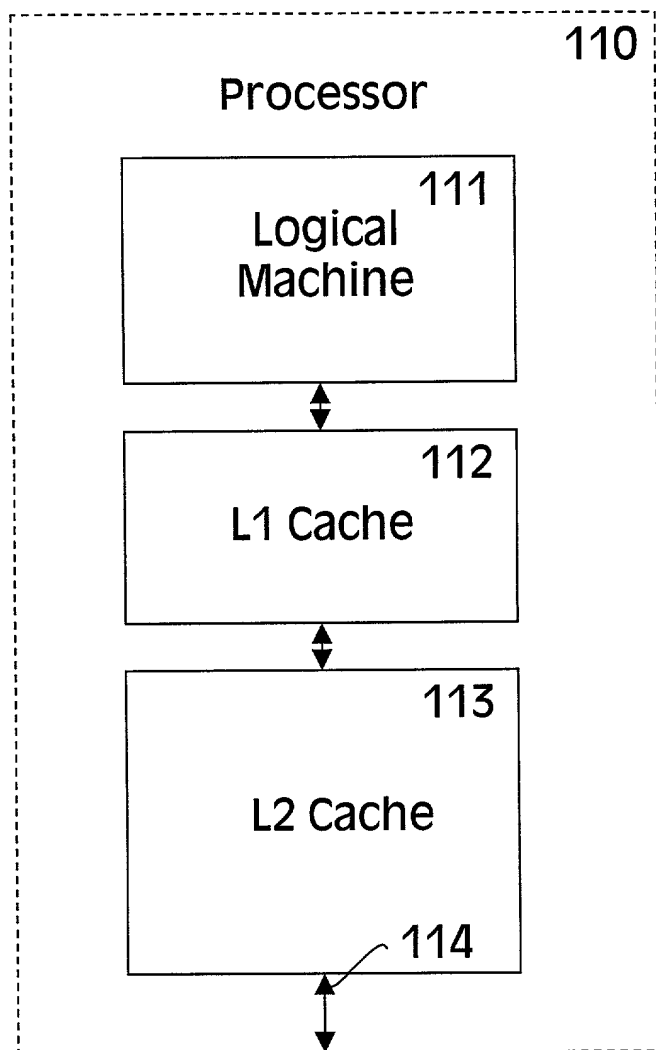 110
Processor
111
Logical
Machine
112
L1 Cache
113
L2 Cache
114